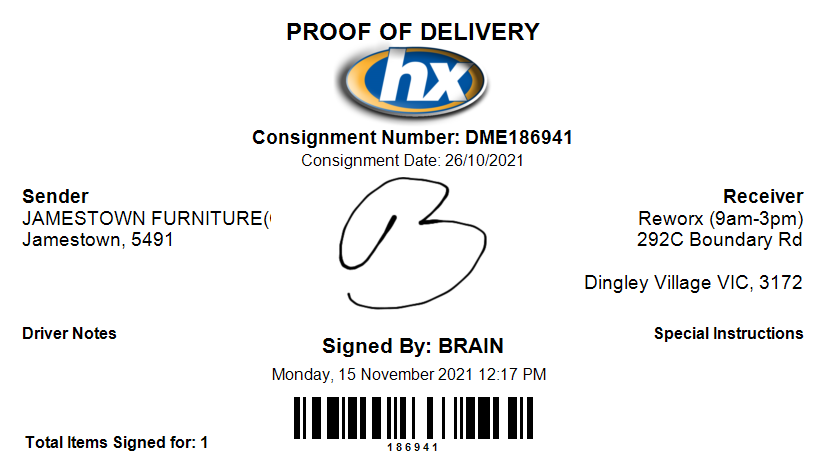 PROOF OF DELIVERY
hx
Consignment Number: DME186941
Consignment Date: 26/10/2021
Sender
JAMESTOWN FURNITURE(
Jamestown, 5491
Receiver
Reworx (9am-3pm)
292C Boundary Rd
Dingley Village VIC, 3172
B
Driver Notes
Special Instructions
Signed By: BRAIN
Monday, 15 November 2021 12:17 PM
186941
Total Items Signed for: 1